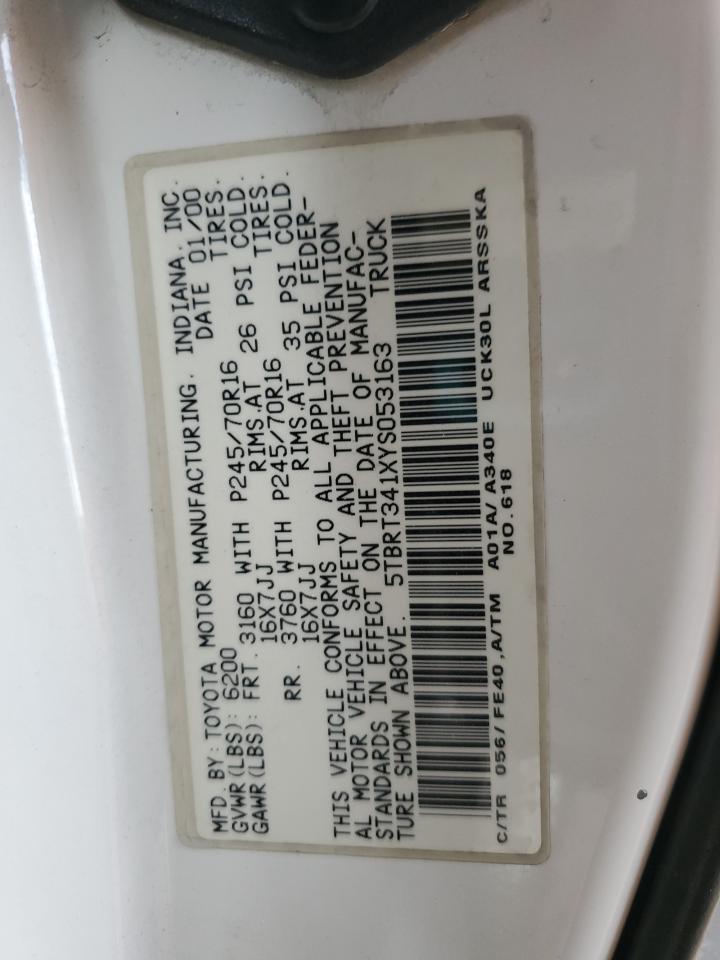 MFD. BY: TOYOTA MOTOR MANUFACTURING. INDIANA. INC.
GVWR(LBS): 6200 DATE 01/00
GAWR(LBS): FRT. 3160 WITH P245/70R16 TIRES.
16X7JJ RIMS.AT 26 PSI COLD.
RR. 3760 WITH P245/70R16 TIRES.
16X7JJ RIMS.AT 35 PSI COLD.
THIS VEHICLE CONFORMS TO ALL APPLICABLE FEDER-
AL MOTOR VEHICLE SAFETY AND THEFT PREVENTION
STANDARDS IN EFFECT ON THE DATE OF MANUFAC-
TURE SHOWN ABOVE. 5TBRT341XYS053163 TRUCK
C/TR 056/FE40,A/TM A01A/A340E UCK30L ARSSKA
NO.618